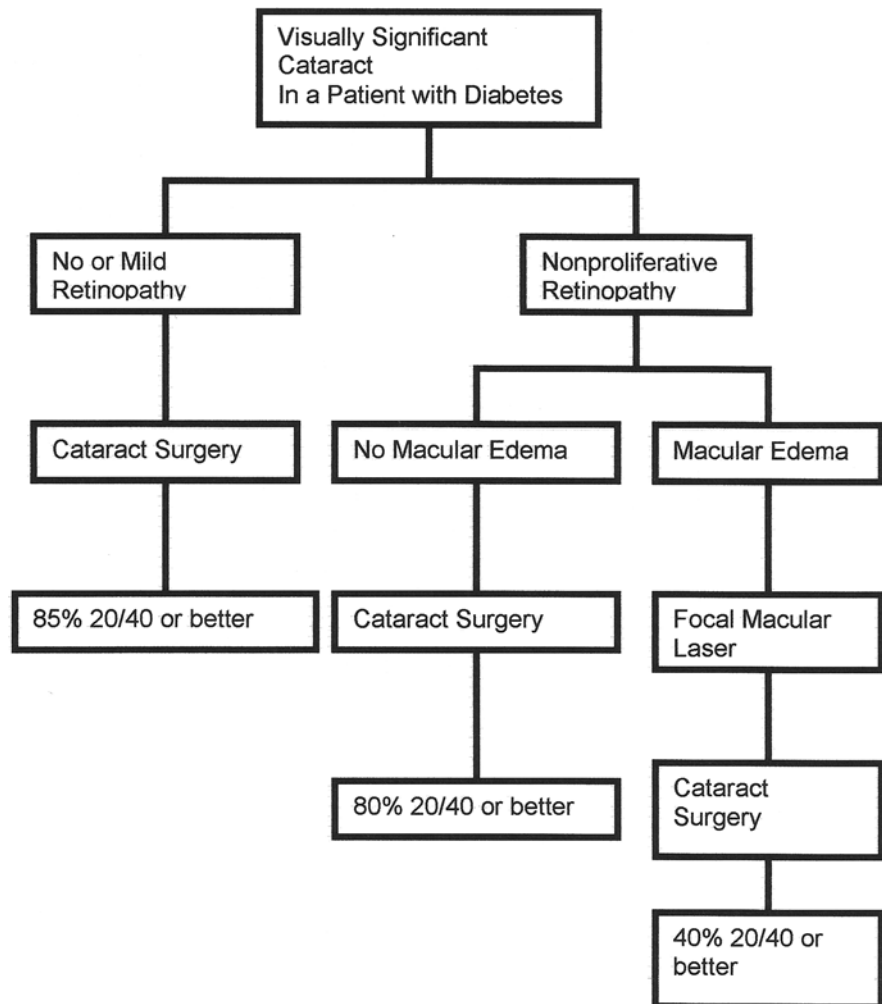 Visually Significant
Cataract
In a Patient with Diabetes
No or Mild
Retinopathy
Nonproliferative
Retinopathy
Cataract Surgery
No Macular Edema
Macular Edema
85% 20/40 or better
Cataract Surgery
Focal Macular
Laser
80% 20/40 or better
Cataract
Surgery
40% 20/40 or
better